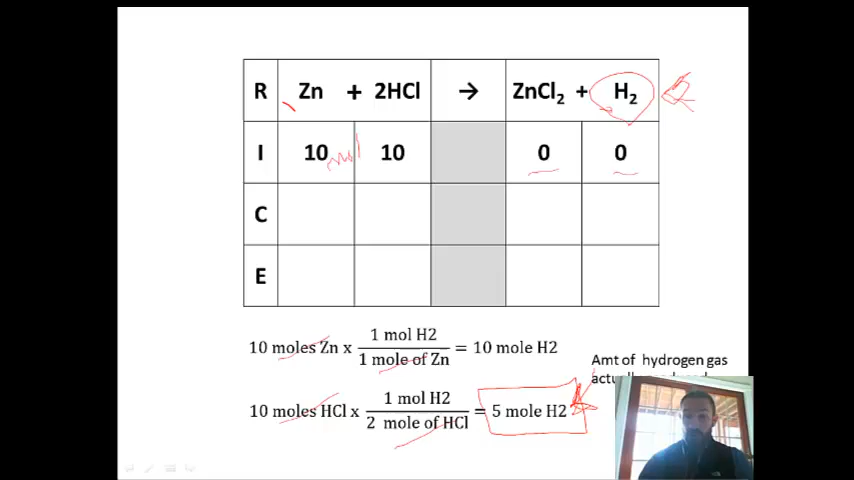 R Zn + 2HCl → ZnCl₂ + H₂
I 10 mol 10 0 0
C
E
10 moles Zn x 1 mol H2 / 1 mole of Zn = 10 mole H2
10 moles HCl x 1 mol H2 / 2 mole of HCl = 5 mole H2
Amt of hydrogen gas